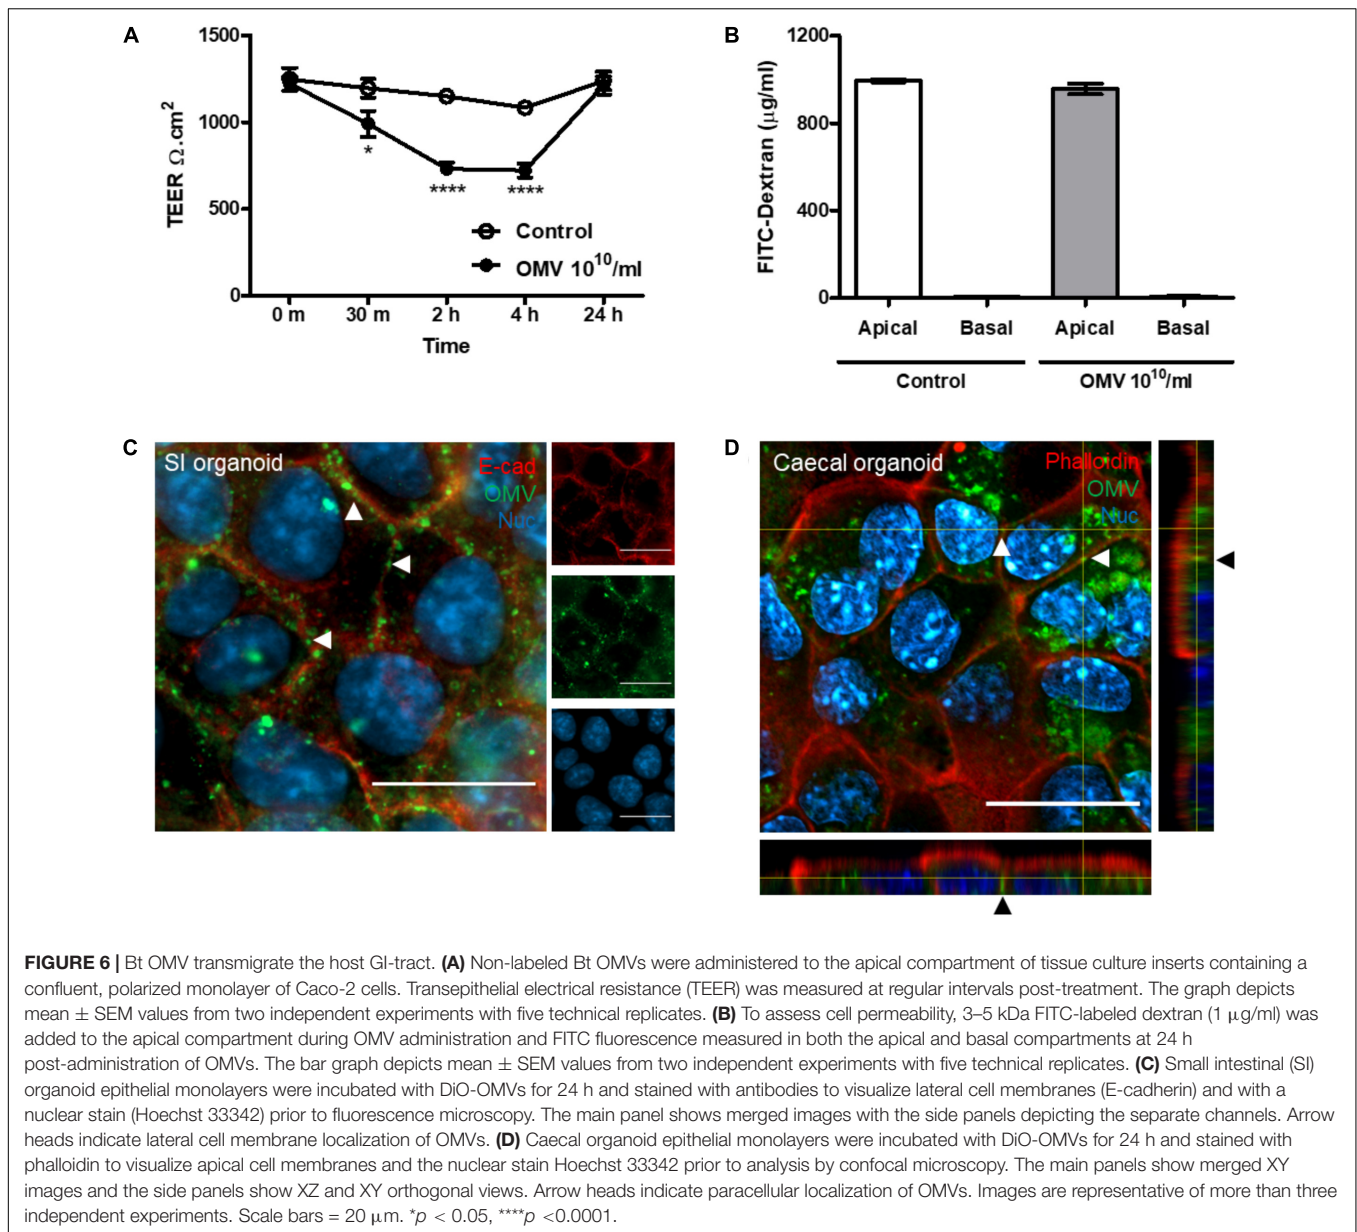 A
1500
1000
500
0
TEER Ω.cm²
*
****
****
Control
OMV 10¹⁰/ml
0 m 30 m 2 h 4 h 24 h
Time
B
1200
800
400
0
FITC-Dextran (µg/ml)
Apical Basal Apical Basal
Control OMV 10¹⁰/ml
C
SI organoid
E-cad
OMV
Nuc
D
Caecal organoid
Phalloidin
OMV
Nuc
FIGURE 6 | Bt OMV transmigrate the host GI-tract. (A) Non-labeled Bt OMVs were administered to the apical compartment of tissue culture inserts containing a
confluent, polarized monolayer of Caco-2 cells. Transepithelial electrical resistance (TEER) was measured at regular intervals post-treatment. The graph depicts
mean ± SEM values from two independent experiments with five technical replicates. (B) To assess cell permeability, 3–5 kDa FITC-labeled dextran (1 µg/ml) was
added to the apical compartment during OMV administration and FITC fluorescence measured in both the apical and basal compartments at 24 h
post-administration of OMVs. The bar graph depicts mean ± SEM values from two independent experiments with five technical replicates. (C) Small intestinal (SI)
organoid epithelial monolayers were incubated with DiO-OMVs for 24 h and stained with antibodies to visualize lateral cell membranes (E-cadherin) and with a
nuclear stain (Hoechst 33342) prior to fluorescence microscopy. The main panel shows merged images with the side panels depicting the separate channels. Arrow
heads indicate lateral cell membrane localization of OMVs. (D) Caecal organoid epithelial monolayers were incubated with DiO-OMVs for 24 h and stained with
phalloidin to visualize apical cell membranes and the nuclear stain Hoechst 33342 prior to analysis by confocal microscopy. The main panels show merged XY
images and the side panels show XZ and XY orthogonal views. Arrow heads indicate paracellular localization of OMVs. Images are representative of more than three
independent experiments. Scale bars = 20 µm. *p < 0.05, ****p <0.0001.